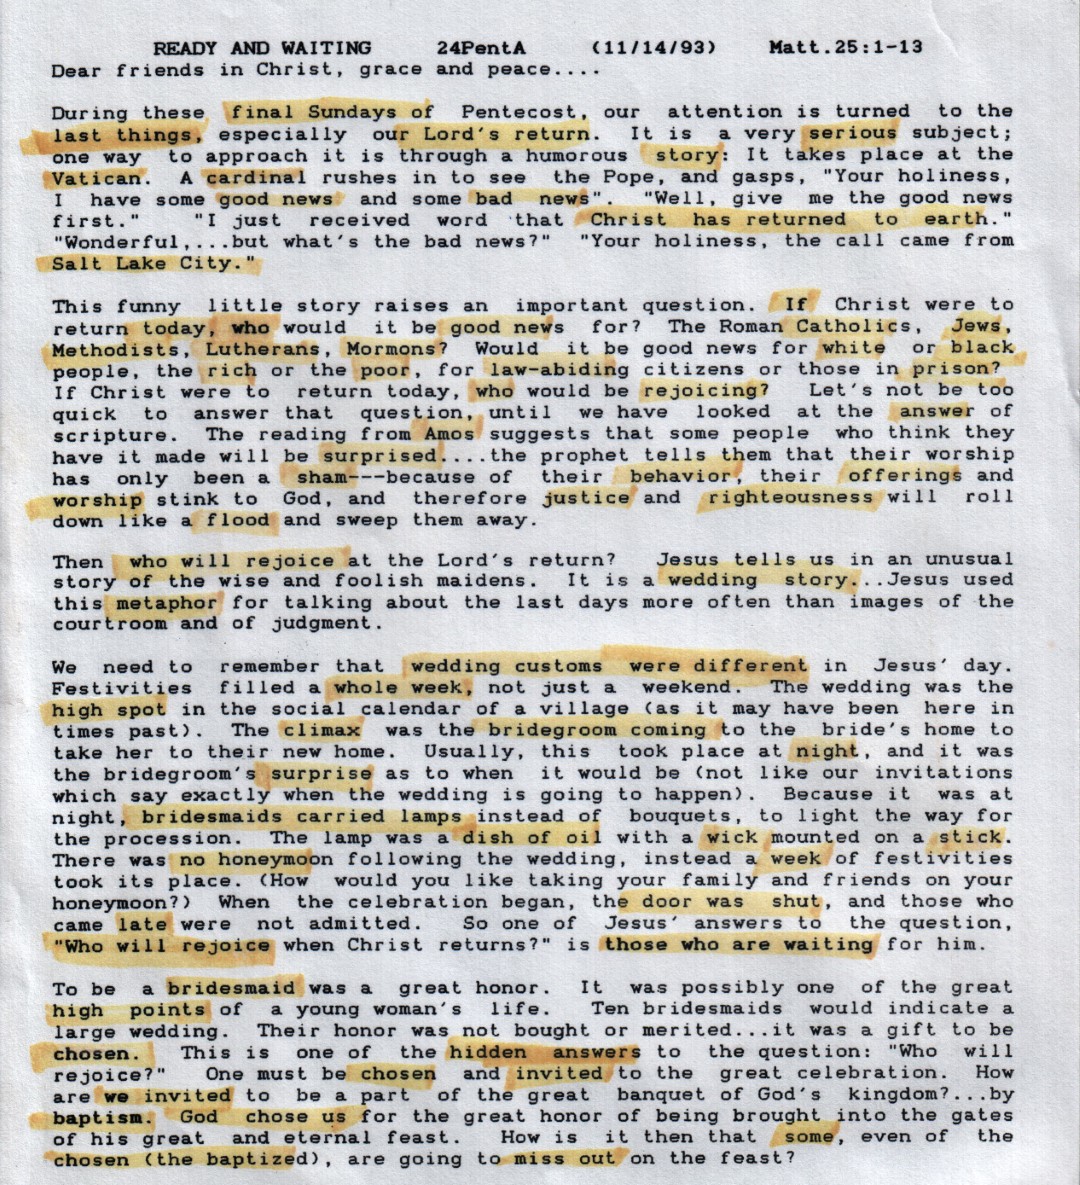 READY AND WAITING 24PentA (11/14/93) Matt.25:1-13
Dear friends in Christ, grace and peace....
During these final Sundays of Pentecost, our attention is turned to the
last things, especially our Lord's return. It is a very serious subject;
one way to approach it is through a humorous story: It takes place at the
Vatican. A cardinal rushes in to see the Pope, and gasps, "Your holiness,
I have some good news and some bad news". "Well, give me the good news
first." "I just received word that Christ has returned to earth."
"Wonderful,...but what's the bad news?" "Your holiness, the call came from
Salt Lake City."
This funny little story raises an important question. If Christ were to
return today, who would it be good news for? The Roman Catholics, Jews,
Methodists, Lutherans, Mormons? Would it be good news for white or black
people, the rich or the poor, for law-abiding citizens or those in prison?
If Christ were to return today, who would be rejoicing? Let's not be too
quick to answer that question, until we have looked at the answer of
scripture. The reading from Amos suggests that some people who think they
have it made will be surprised....the prophet tells them that their worship
has only been a sham---because of their behavior, their offerings and
worship stink to God, and therefore justice and righteousness will roll
down like a flood and sweep them away.
Then who will rejoice at the Lord's return? Jesus tells us in an unusual
story of the wise and foolish maidens. It is a wedding story...Jesus used
this metaphor for talking about the last days more often than images of the
courtroom and of judgment.
We need to remember that wedding customs were different in Jesus' day.
Festivities filled a whole week, not just a weekend. The wedding was the
high spot in the social calendar of a village (as it may have been here in
times past). The climax was the bridegroom coming to the bride's home to
take her to their new home. Usually, this took place at night, and it was
the bridegroom's surprise as to when it would be (not like our invitations
which say exactly when the wedding is going to happen). Because it was at
night, bridesmaids carried lamps instead of bouquets, to light the way for
the procession. The lamp was a dish of oil with a wick mounted on a stick.
There was no honeymoon following the wedding, instead a week of festivities
took its place. (How would you like taking your family and friends on your
honeymoon?) When the celebration began, the door was shut, and those who
came late were not admitted. So one of Jesus' answers to the question,
"Who will rejoice when Christ returns?" is those who are waiting for him.
To be a bridesmaid was a great honor. It was possibly one of the great
high points of a young woman's life. Ten bridesmaids would indicate a
large wedding. Their honor was not bought or merited...it was a gift to be
chosen. This is one of the hidden answers to the question: "Who will
rejoice?" One must be chosen and invited to the great celebration. How
are we invited to be a part of the great banquet of God's kingdom?...by
baptism. God chose us for the great honor of being brought into the gates
of his great and eternal feast. How is it then that some, even of the
chosen (the baptized), are going to miss out on the feast?